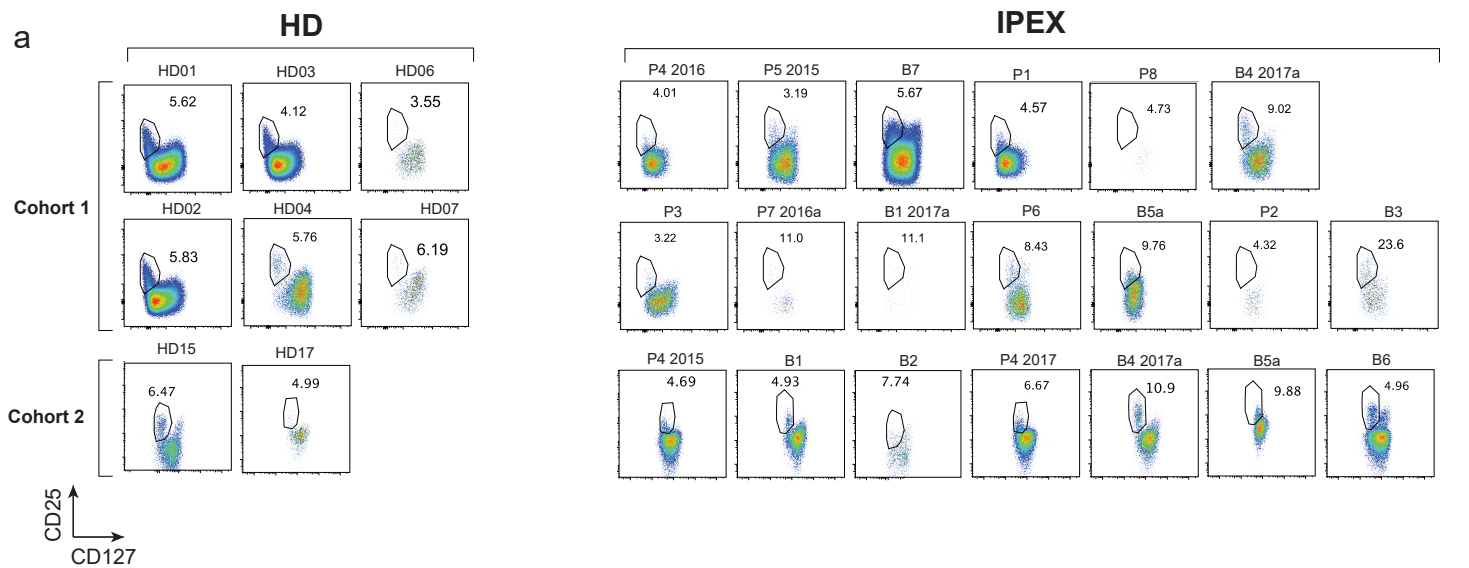 a
HD
IPEX
HD01 HD03 HD06
5.62 4.12 3.55
P4 2016 P5 2015 B7 P1 P8 B4 2017a
4.01 3.19 5.67 4.57 4.73 9.02
Cohort 1
HD02 HD04 HD07
5.83 5.76 6.19
P3 P7 2016a B1 2017a P6 B5a P2 B3
3.22 11.0 11.1 8.43 9.76 4.32 23.6
HD15 HD17
6.47 4.99
P4 2015 B1 B2 P4 2017 B4 2017a B5a B6
4.69 4.93 7.74 6.67 10.9 9.88 4.96
Cohort 2
CD25
CD127